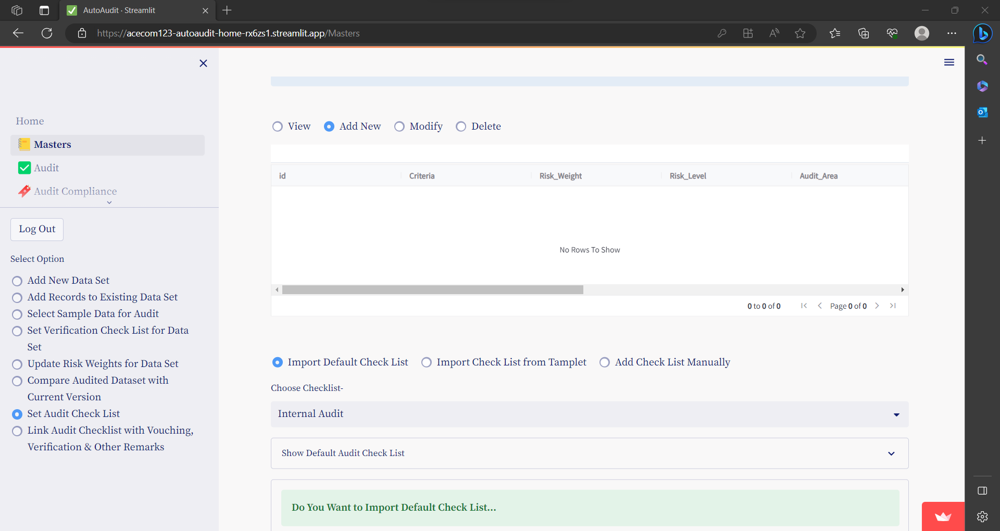 AutoAudit · Streamlit
https://acecom123-autoaudit-home-rx6zs1.streamlit.app/Masters
Home
Masters
Audit
Audit Compliance
Log Out
Select Option
Add New Data Set
Add Records to Existing Data Set
Select Sample Data for Audit
Set Verification Check List for Data
Set
Update Risk Weights for Data Set
Compare Audited Dataset with
Current Version
Set Audit Check List
Link Audit Checklist with Vouching,
Verification & Other Remarks
View Add New Modify Delete
id Criteria Risk_Weight Risk_Level Audit_Area
No Rows To Show
0 to 0 of 0 Page 0 of 0
Import Default Check List Import Check List from Tamplet Add Check List Manually
Choose Checklist-
Internal Audit
Show Default Audit Check List
Do You Want to Import Default Check List...